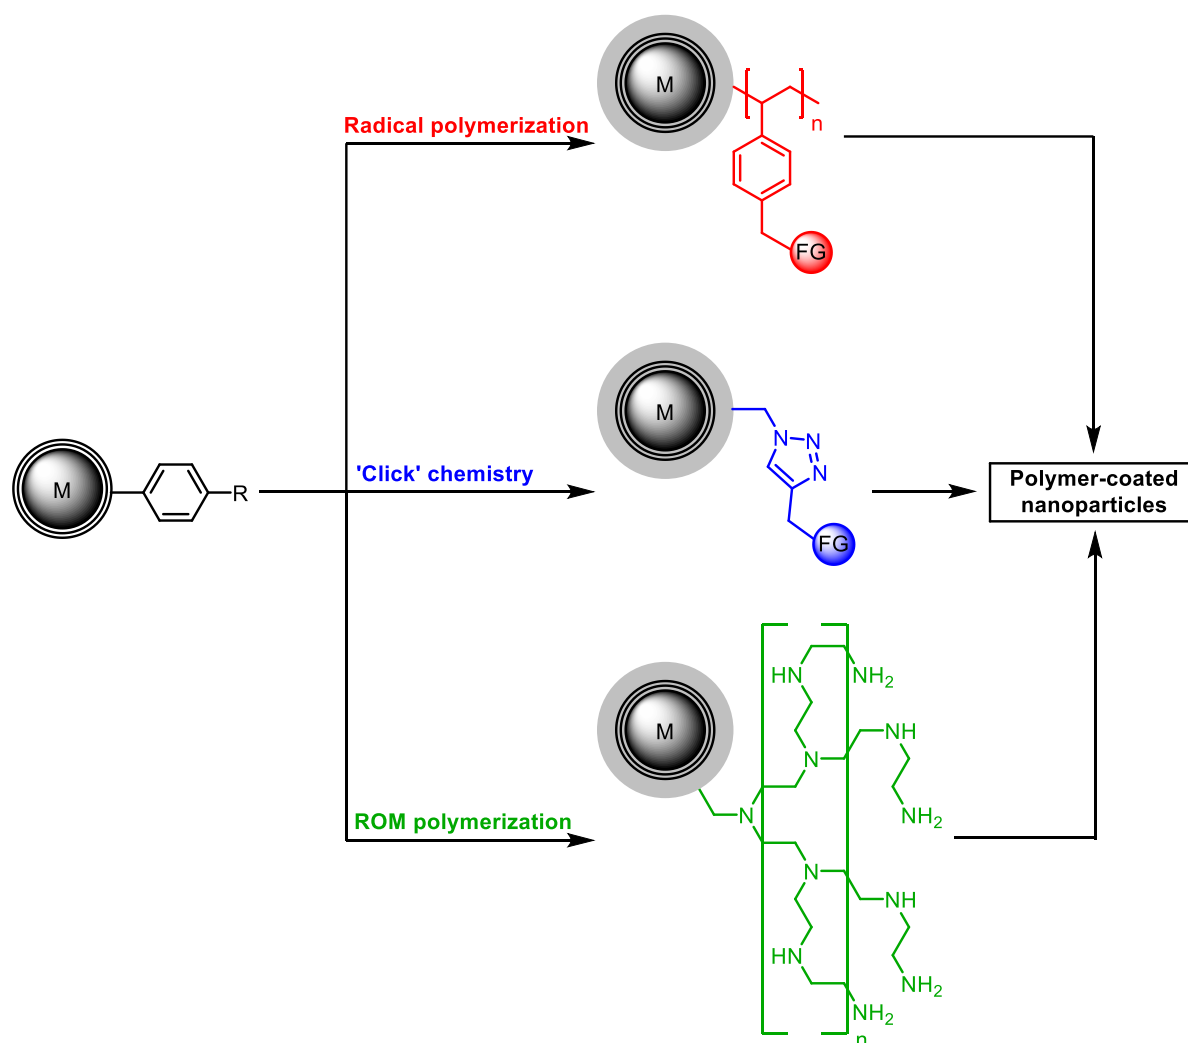 M
n
Radical polymerization
FG
M
N
N
N
'Click' chemistry
M
R
Polymer-coated
nanoparticles
FG
HN
NH2
M
NH
N
N
NH2
ROM polymerization
N
NH
HN
NH2
NH2
n